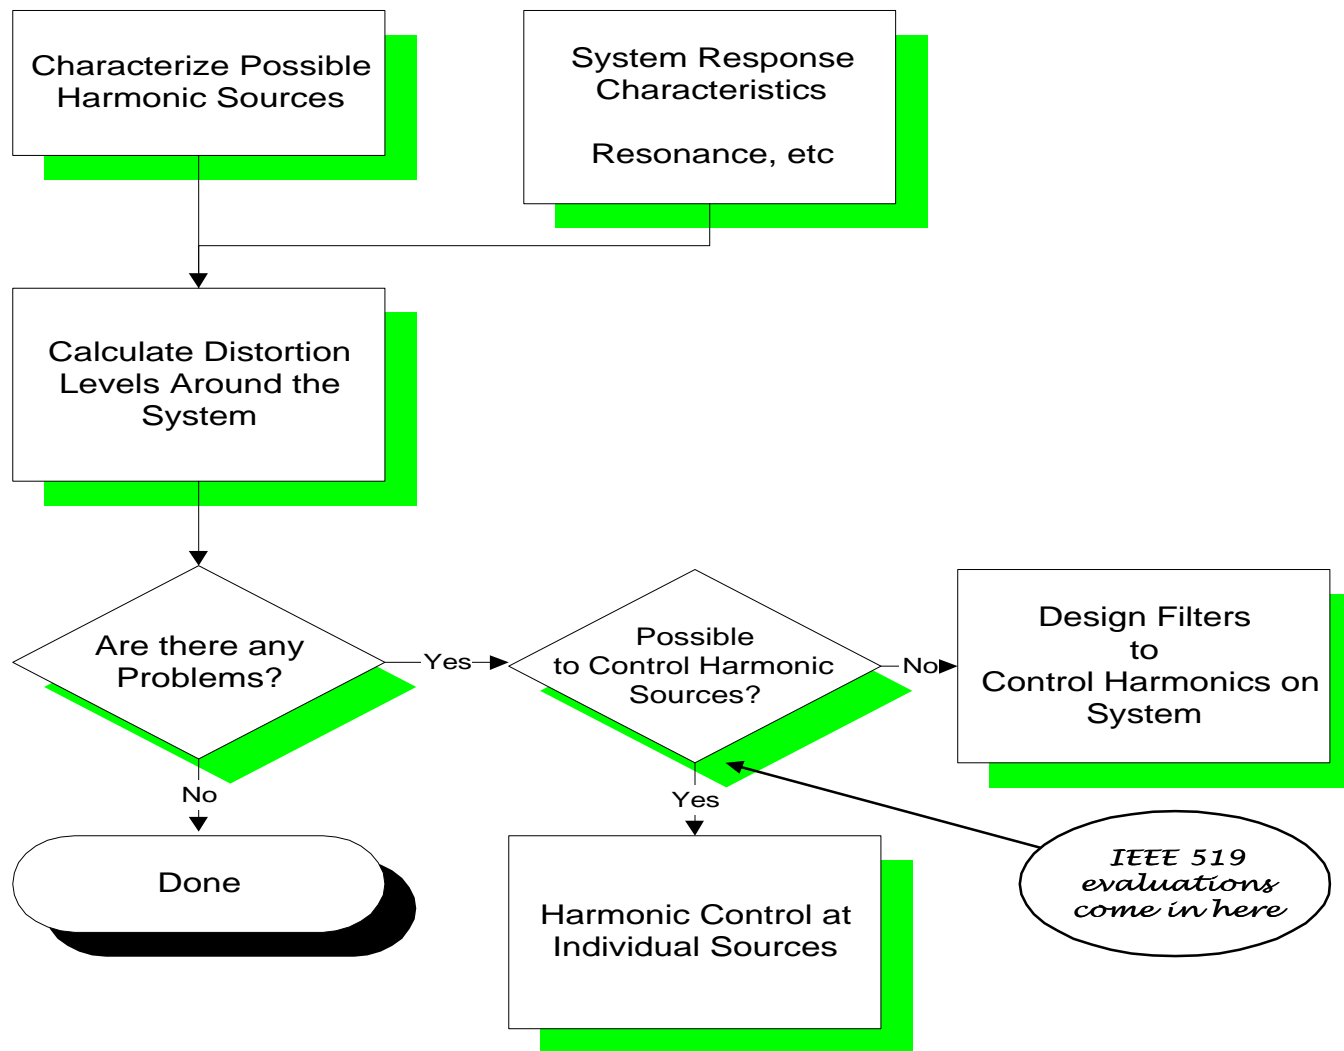 Characterize Possible
Harmonic Sources
System Response
Characteristics
Resonance, etc
Calculate Distortion
Levels Around the
System
Are there any
Problems?
Yes
Possible
to Control Harmonic
Sources?
No
Design Filters
to
Control Harmonics on
System
No
Yes
Done
Harmonic Control at
Individual Sources
IEEE 519
evaluations
come in here